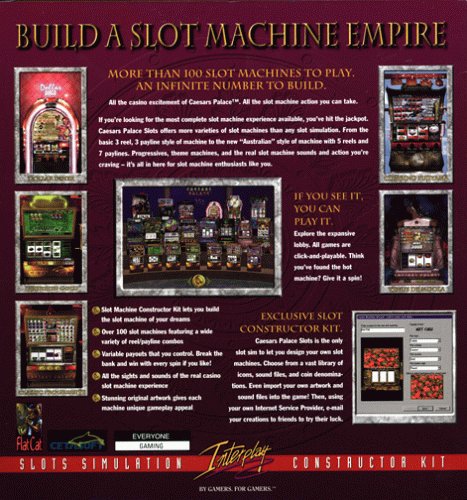 BUILD A SLOT MACHINE EMPIRE
MORE THAN 100 SLOT MACHINES TO PLAY.
AN INFINITE NUMBER TO BUILD.
All the casino excitement of Caesars Palace™. All the slot machine action you can take.
If you're looking for the most complete slot machine experience available, you've hit the jackpot.
Caesars Palace Slots offers more varieties of slot machines than any slot simulation. From
the basic 3 reel, 3 payline style of machine to the new “Australian” style of machine with 5 reels and
7 paylines. Progressives, theme machines, and the real slot machine sounds and action you're
craving – it's all in here for slot machine enthusiasts like you.
IF YOU SEE IT,
YOU CAN
PLAY IT.
Explore the expansive
lobby. All games are
click-and-playable. Think
you've found the hot
machine? Give it a spin!
Slot Machine Constructor Kit lets you build
the slot machine of your dreams
Over 100 slot machines featuring a wide
variety of reel/payline combos
Variable payouts that you control. Break the
bank and win with every spin if you like!
All the sights and sounds of the real casino
slot machine experience
Stunning original artwork gives each
machine unique gameplay appeal
EXCLUSIVE SLOT
CONSTRUCTOR KIT.
Caesars Palace Slots is the only
slot sim to let you design your own slot
machines. Choose from a vast library of
icons, sound files, and coin denomina-
tions. Even import your own artwork and
sound files into the game! Then, using
your own Internet Service Provider, e-mail
your creations to friends to try their luck.
Flat Cat
EVERYONE
GAMING
SLOTS SIMULATION
Interplay
CONSTRUCTOR KIT
BY GAMERS. FOR GAMERS.™